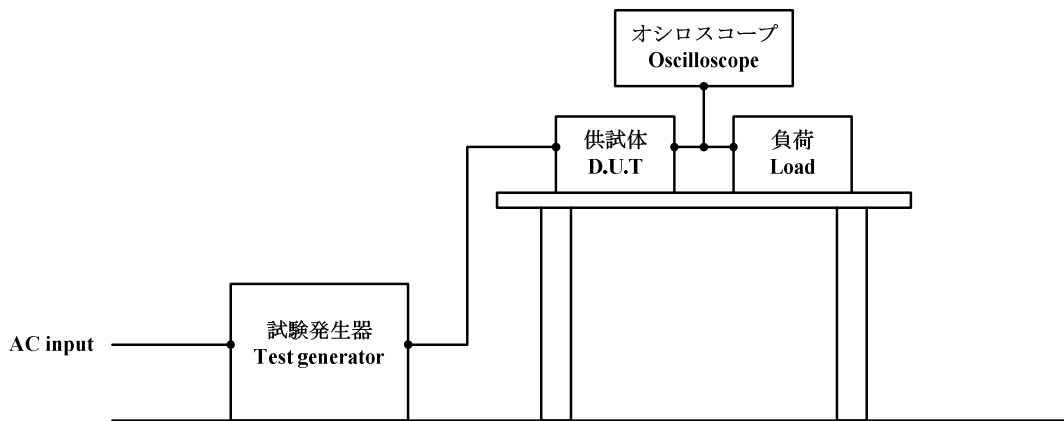 オシロスコープ
Oscilloscope
供試体
D.U.T
負荷
Load
試験発生器
Test generator
AC input